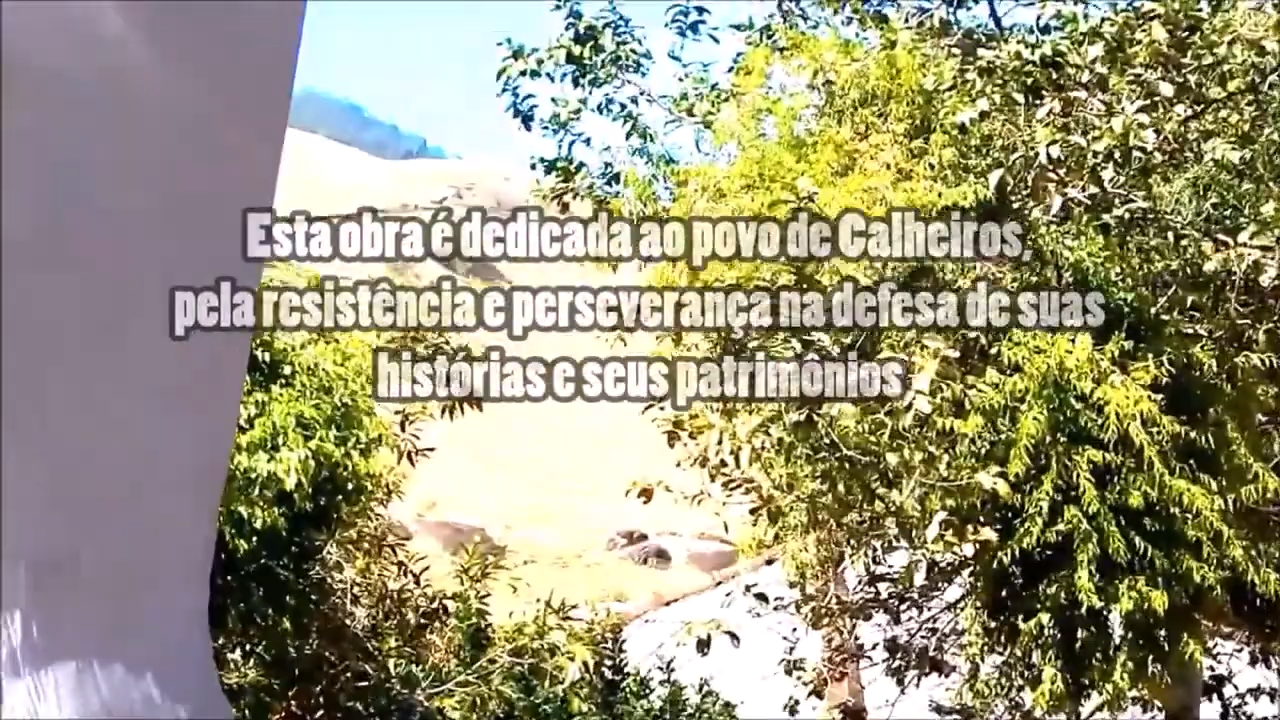 Esta obra é dedicada ao povo de Calheiros,
pela resistência e perseverança na defesa de suas
histórias e seus patrimônios